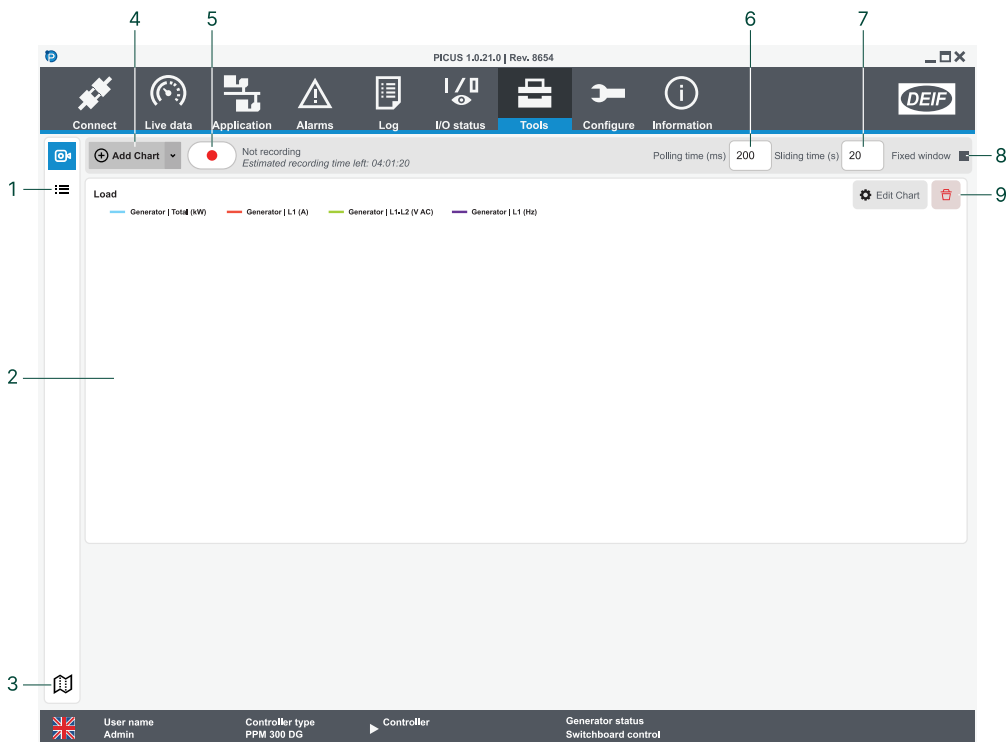 4 5 6 7
PICUS 1.0.21.0 | Rev. 8654
Connect Live data Application Alarms Log I/O status Tools Configure Information DEIF
Add Chart Not recording Polling time (ms) 200 Sliding time (s) 20 Fixed window 8
Estimated recording time left: 04:01:20
1
Load Edit Chart 9
Generator | Total (kW) Generator | L1 (A) Generator | L1-L2 (V AC) Generator | L1 (Hz)
2
3
User name Controller type Controller Generator status
Admin PPM 300 DG Switchboard control